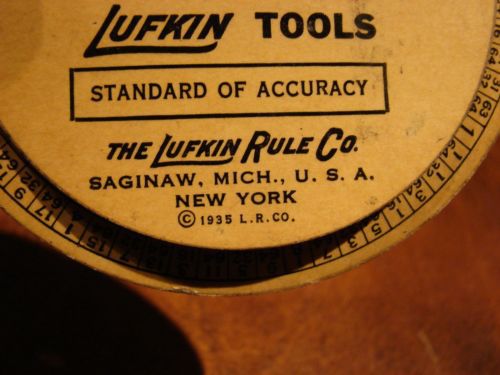 LUFKIN TOOLS
STANDARD OF ACCURACY
THE LUFKIN RULE CO.
SAGINAW, MICH., U. S. A.
NEW YORK
© 1935 L.R.CO.